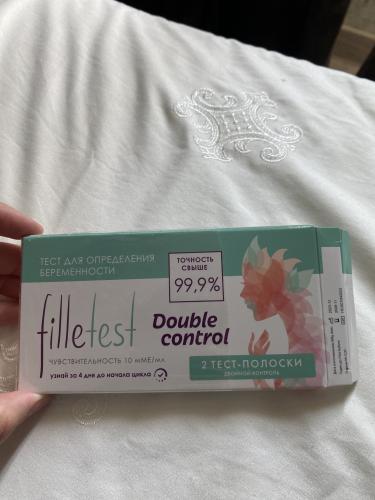 ТЕСТ ДЛЯ ОПРЕДЕЛЕНИЯ
БЕРЕМЕННОСТИ
ТОЧНОСТЬ
СВЫШЕ
99,9%
filletest
Double
control
ЧУВСТВИТЕЛЬНОСТЬ 10 мМЕ/мл
узнай за 4 дня до начала цикла
2 ТЕСТ-ПОЛОСКИ
ДВОЙНОЙ КОНТРОЛЬ